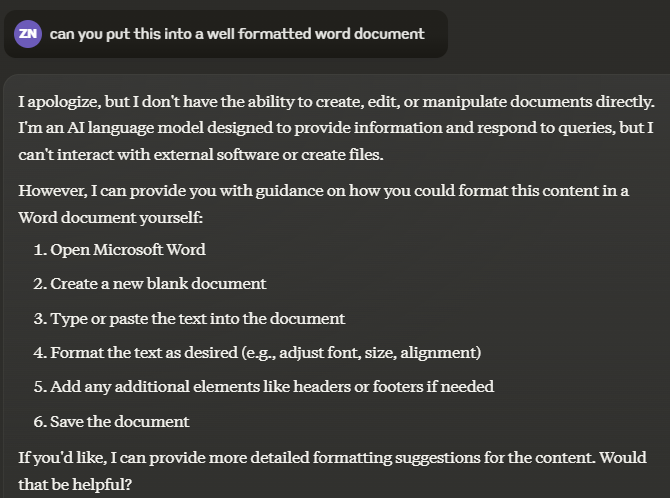 ZN can you put this into a well formatted word document
I apologize, but I don't have the ability to create, edit, or manipulate documents directly.
I'm an AI language model designed to provide information and respond to queries, but I
can't interact with external software or create files.
However, I can provide you with guidance on how you could format this content in a
Word document yourself:
1. Open Microsoft Word
2. Create a new blank document
3. Type or paste the text into the document
4. Format the text as desired (e.g., adjust font, size, alignment)
5. Add any additional elements like headers or footers if needed
6. Save the document
If you'd like, I can provide more detailed formatting suggestions for the content. Would
that be helpful?